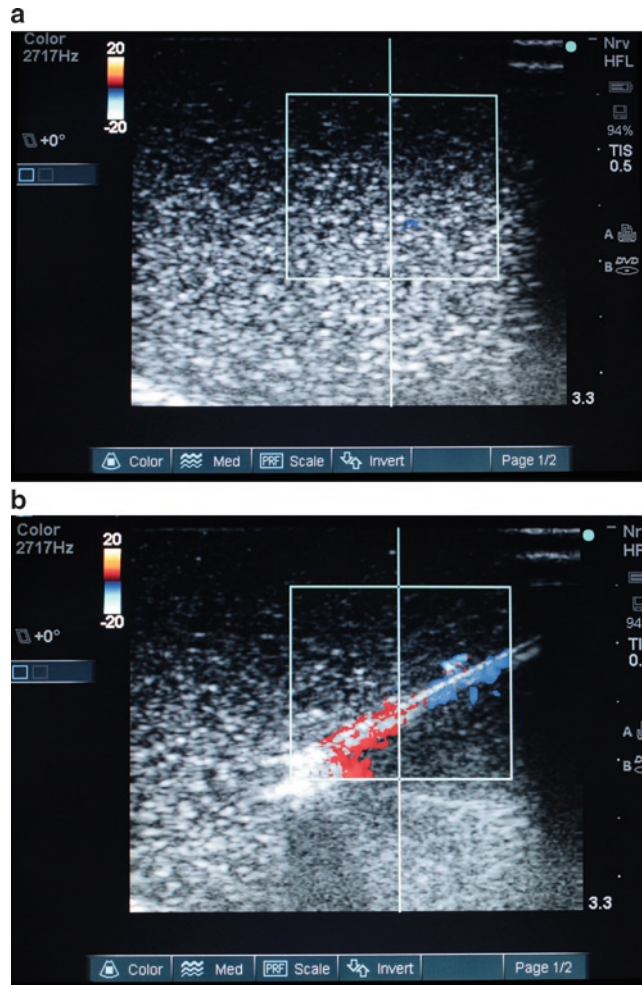 a
Color
2717Hz
20
-20
+0°
Nrv
HFL
94%
TIS
0.5
A
B DVD
3.3
Color Med PRF Scale Invert Page 1/2
b
Color
2717Hz
20
-20
+0°
Nr
HF
94
TI
0.
A
B
3.3
Color Med PRF Scale Invert Page 1/2